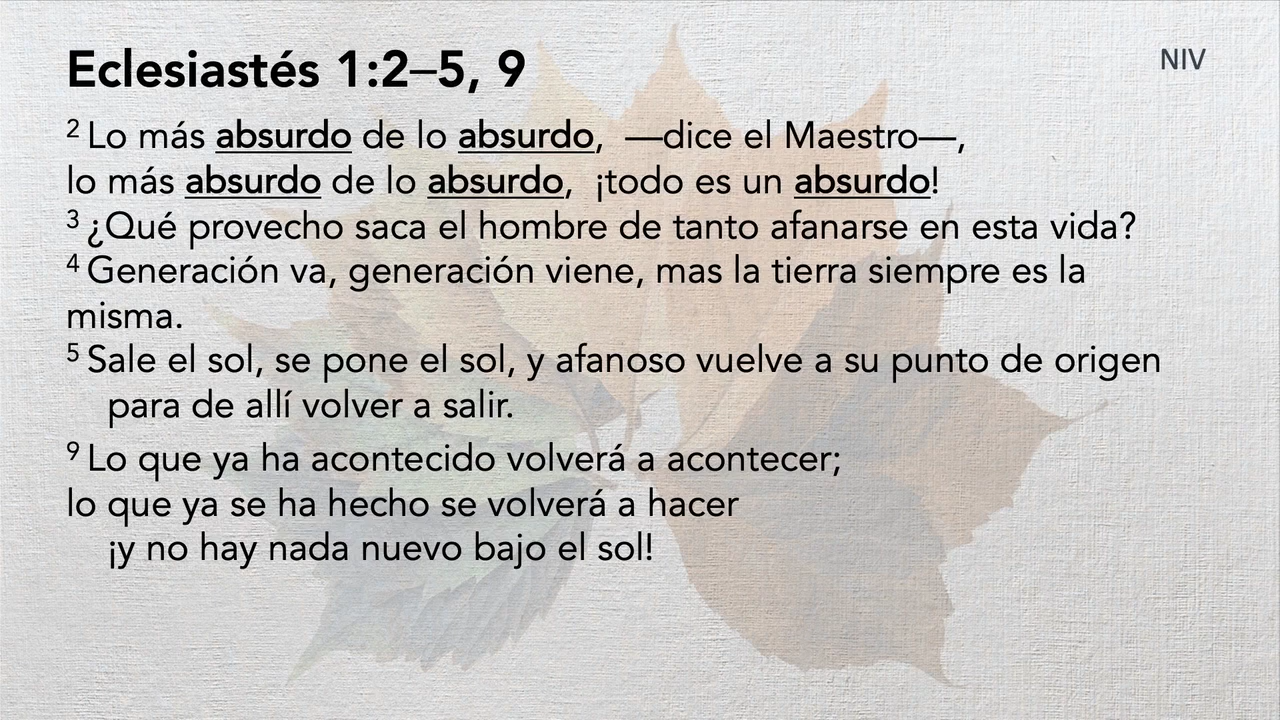 Eclesiastés 1:2–5, 9
NIV
2 Lo más absurdo de lo absurdo, —dice el Maestro—,
lo más absurdo de lo absurdo, ¡todo es un absurdo!
3 ¿Qué provecho saca el hombre de tanto afanarse en esta vida?
4 Generación va, generación viene, mas la tierra siempre es la
misma.
5 Sale el sol, se pone el sol, y afanoso vuelve a su punto de origen
para de allí volver a salir.
9 Lo que ya ha acontecido volverá a acontecer;
lo que ya se ha hecho se volverá a hacer
¡y no hay nada nuevo bajo el sol!